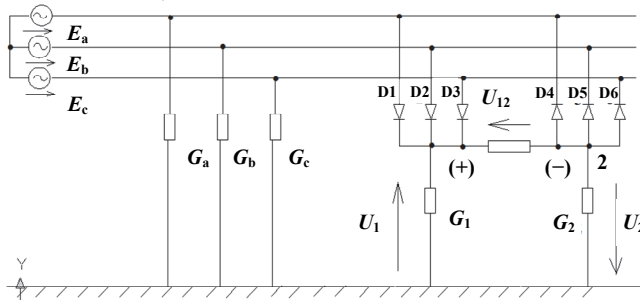 Ea
Eb
Ec
D1
D2
D3
U12
D4
D5
D6
Ga
Gb
Gc
(+)
(−)
2
U1
G1
G2
U2
Y